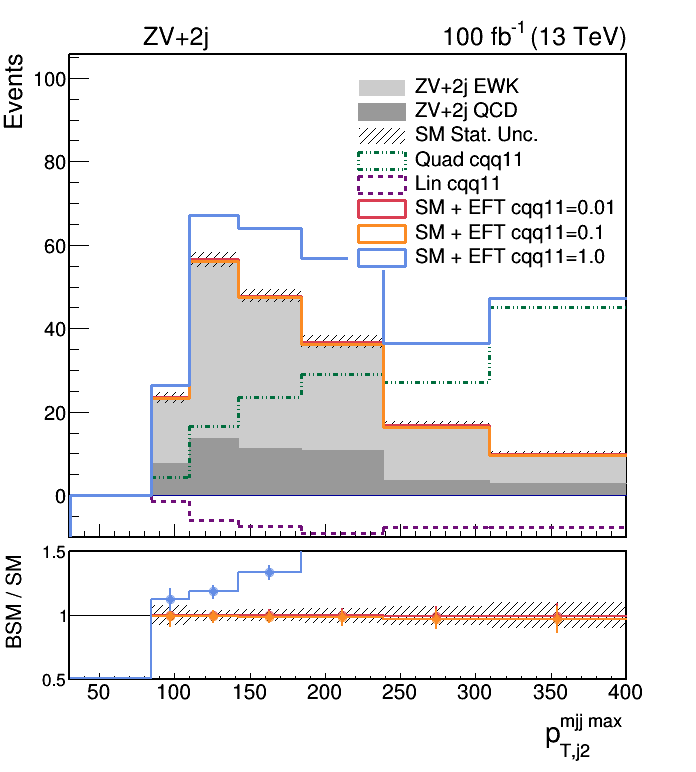 ZV+2j 100 fb-1 (13 TeV)
Events
100
80
60
40
20
0
ZV+2j EWK
ZV+2j QCD
SM Stat. Unc.
Quad cqq11
Lin cqq11
SM + EFT cqq11=0.01
SM + EFT cqq11=0.1
SM + EFT cqq11=1.0
BSM / SM
1.5
1
0.5
50 100 150 200 250 300 350 400
p T,j2 mjj max